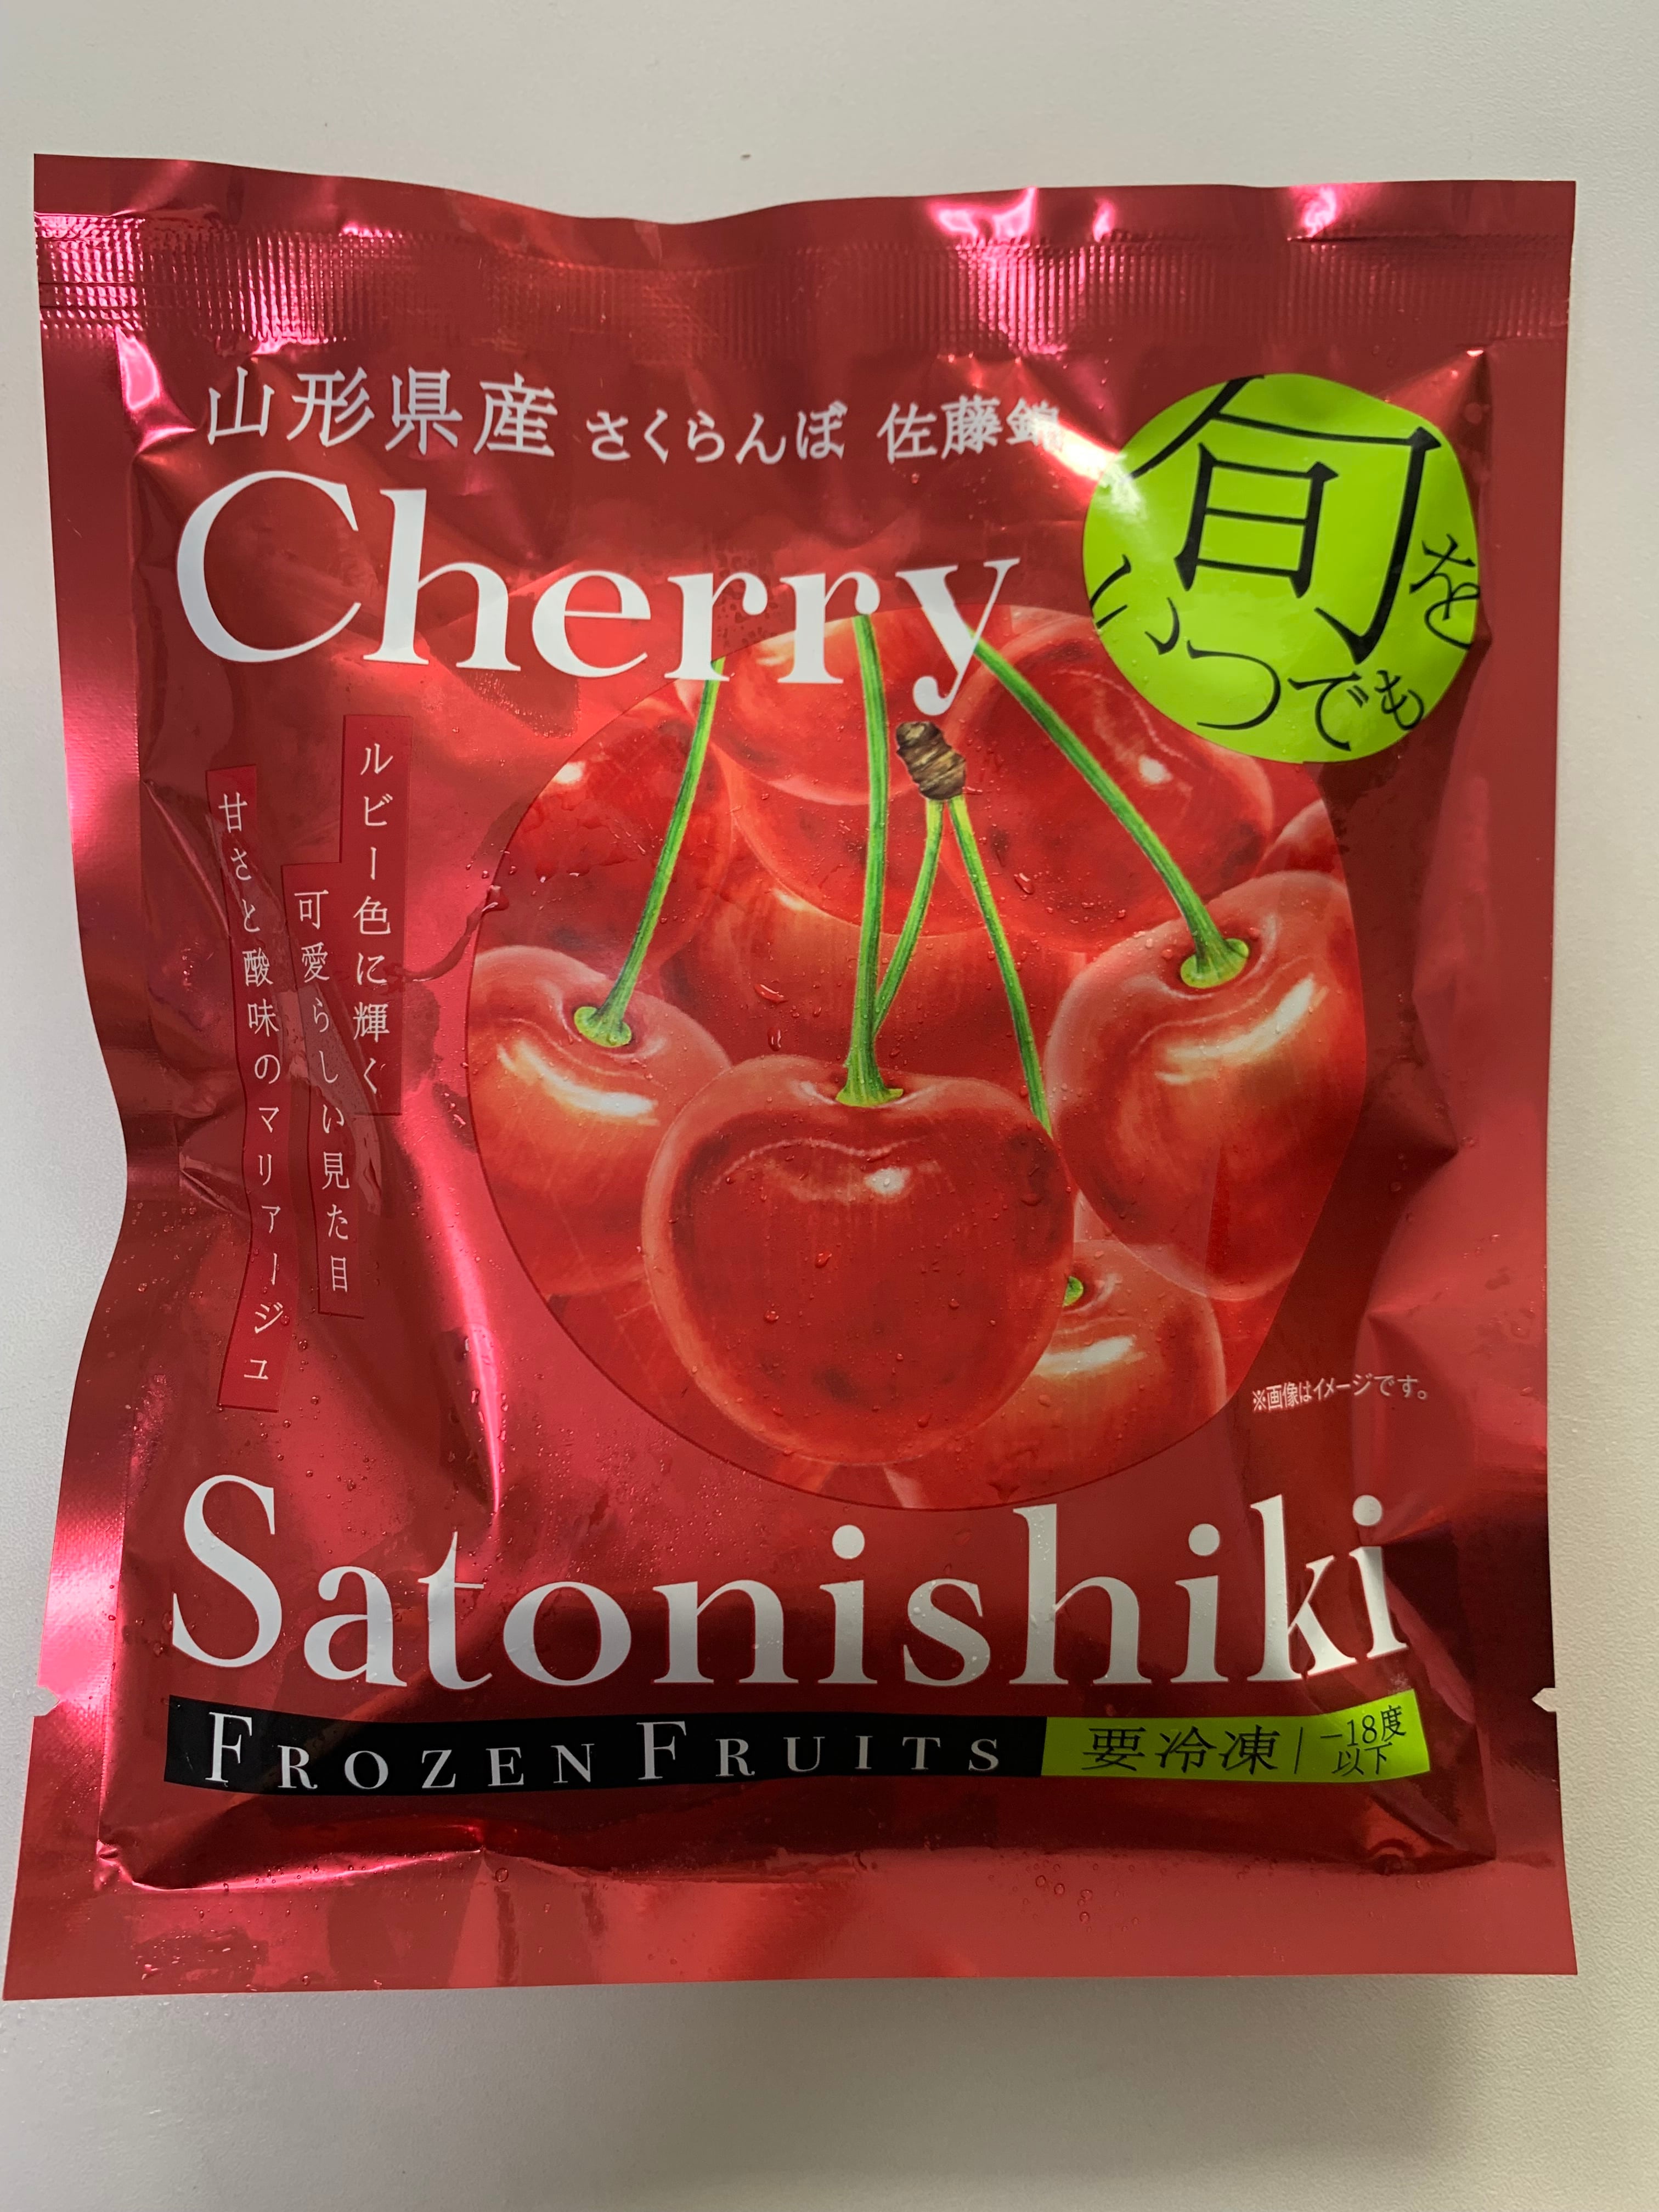 山形県産 さくらんぼ 佐藤錦
Cherry
旬を
いつでも
ルビー色に輝く
可愛らしい見た目
甘さと酸味のマリアージュ
※画像はイメージです。
Satonishiki
FROZEN FRUITS
要冷凍 | −18度以下